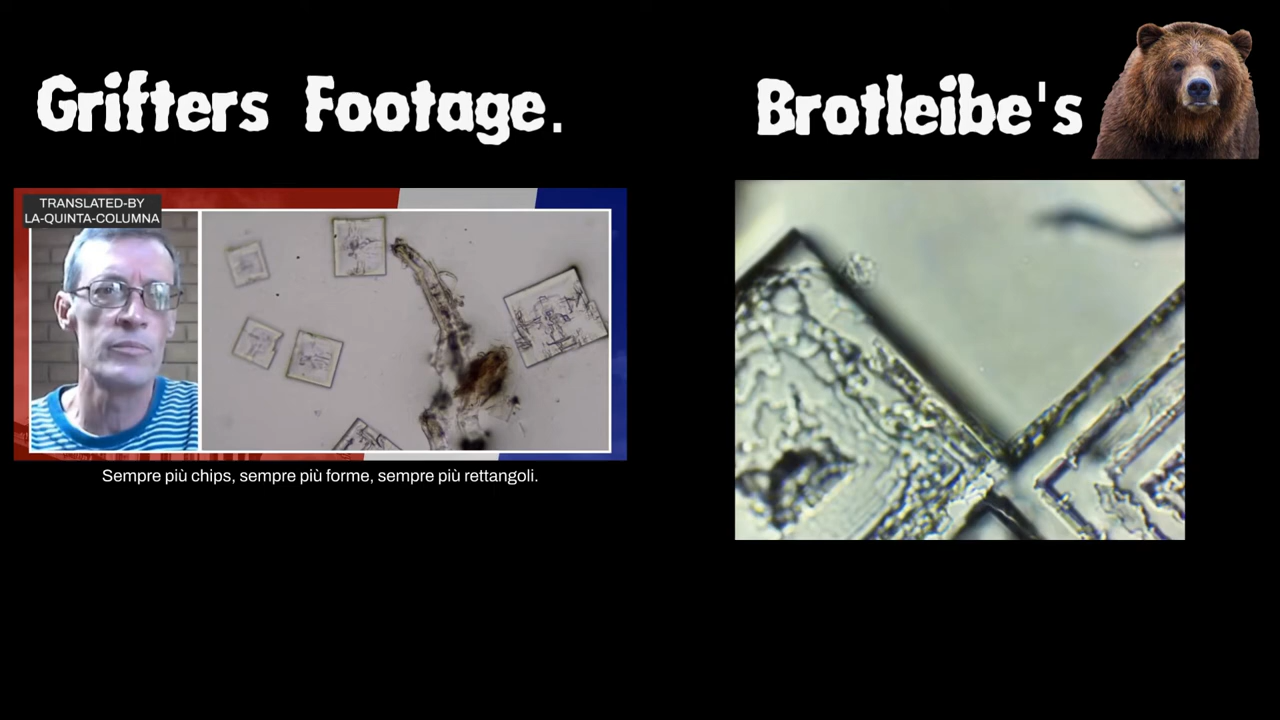 Grifters Footage.
Brotleibe's
TRANSLATED-BY
LA-QUINTA-COLUMNA
Sempre più chips, sempre più forme, sempre più rettangoli.